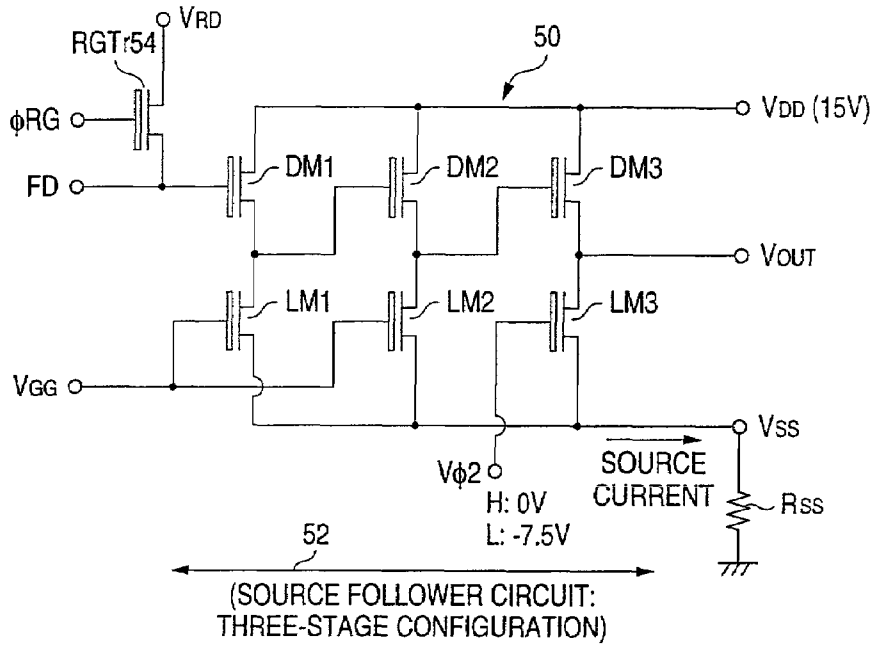 VRD
RGTr54
50
φRG
VDD (15V)
FD
DM1
DM2
DM3
VOUT
LM1
LM2
LM3
VGG
VSS
Vφ2
SOURCE
CURRENT
RSS
H: 0V
L: -7.5V
52
(SOURCE FOLLOWER CIRCUIT:
THREE-STAGE CONFIGURATION)